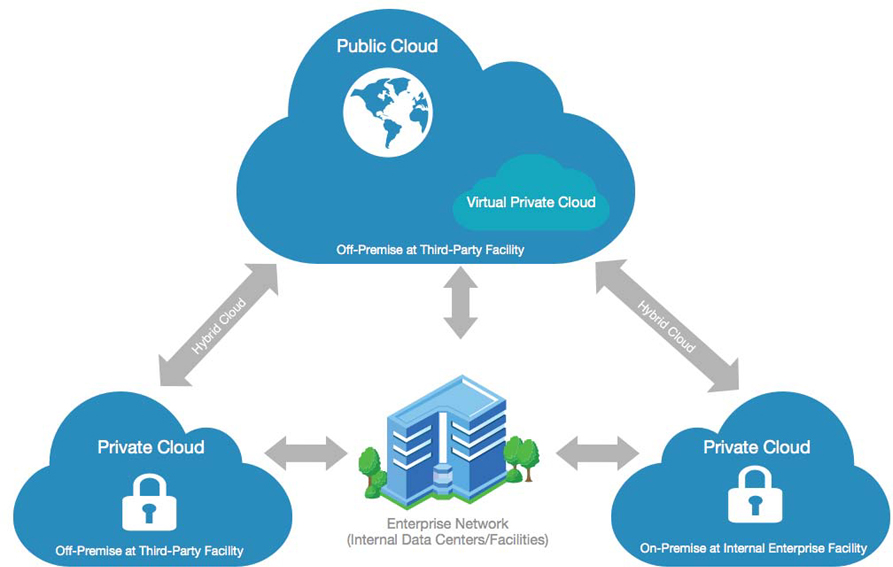 Public Cloud
Virtual Private Cloud
Off-Premise at Third-Party Facility
Hybrid Cloud
Hybrid Cloud
Private Cloud
Off-Premise at Third-Party Facility
Enterprise Network
(Internal Data Centers/Facilities)
Private Cloud
On-Premise at Internal Enterprise Facility